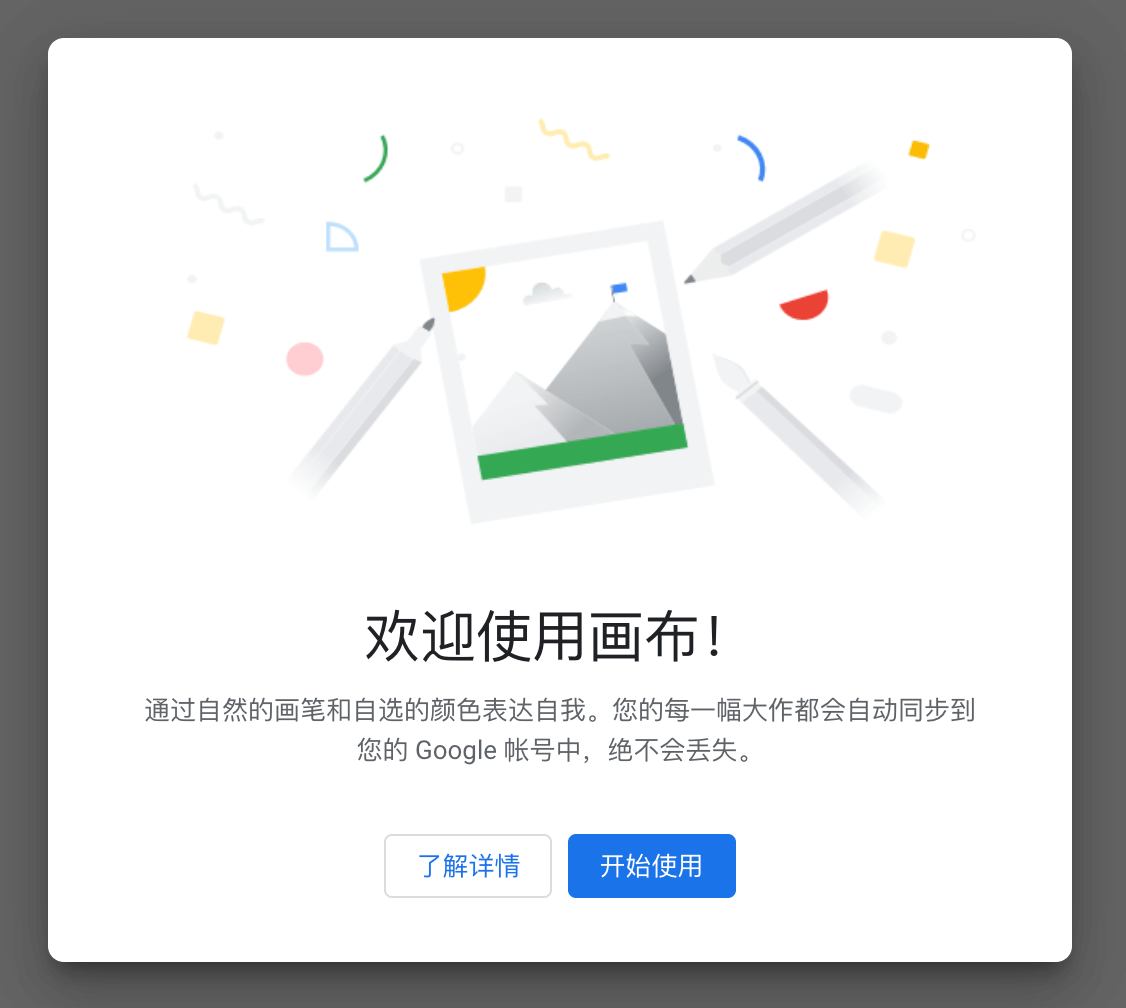 欢迎使用画布！
通过自然的画笔和自选的颜色表达自我。您的每一幅大作都会自动同步到
您的 Google 帐号中，绝不会丢失。
了解详情
开始使用